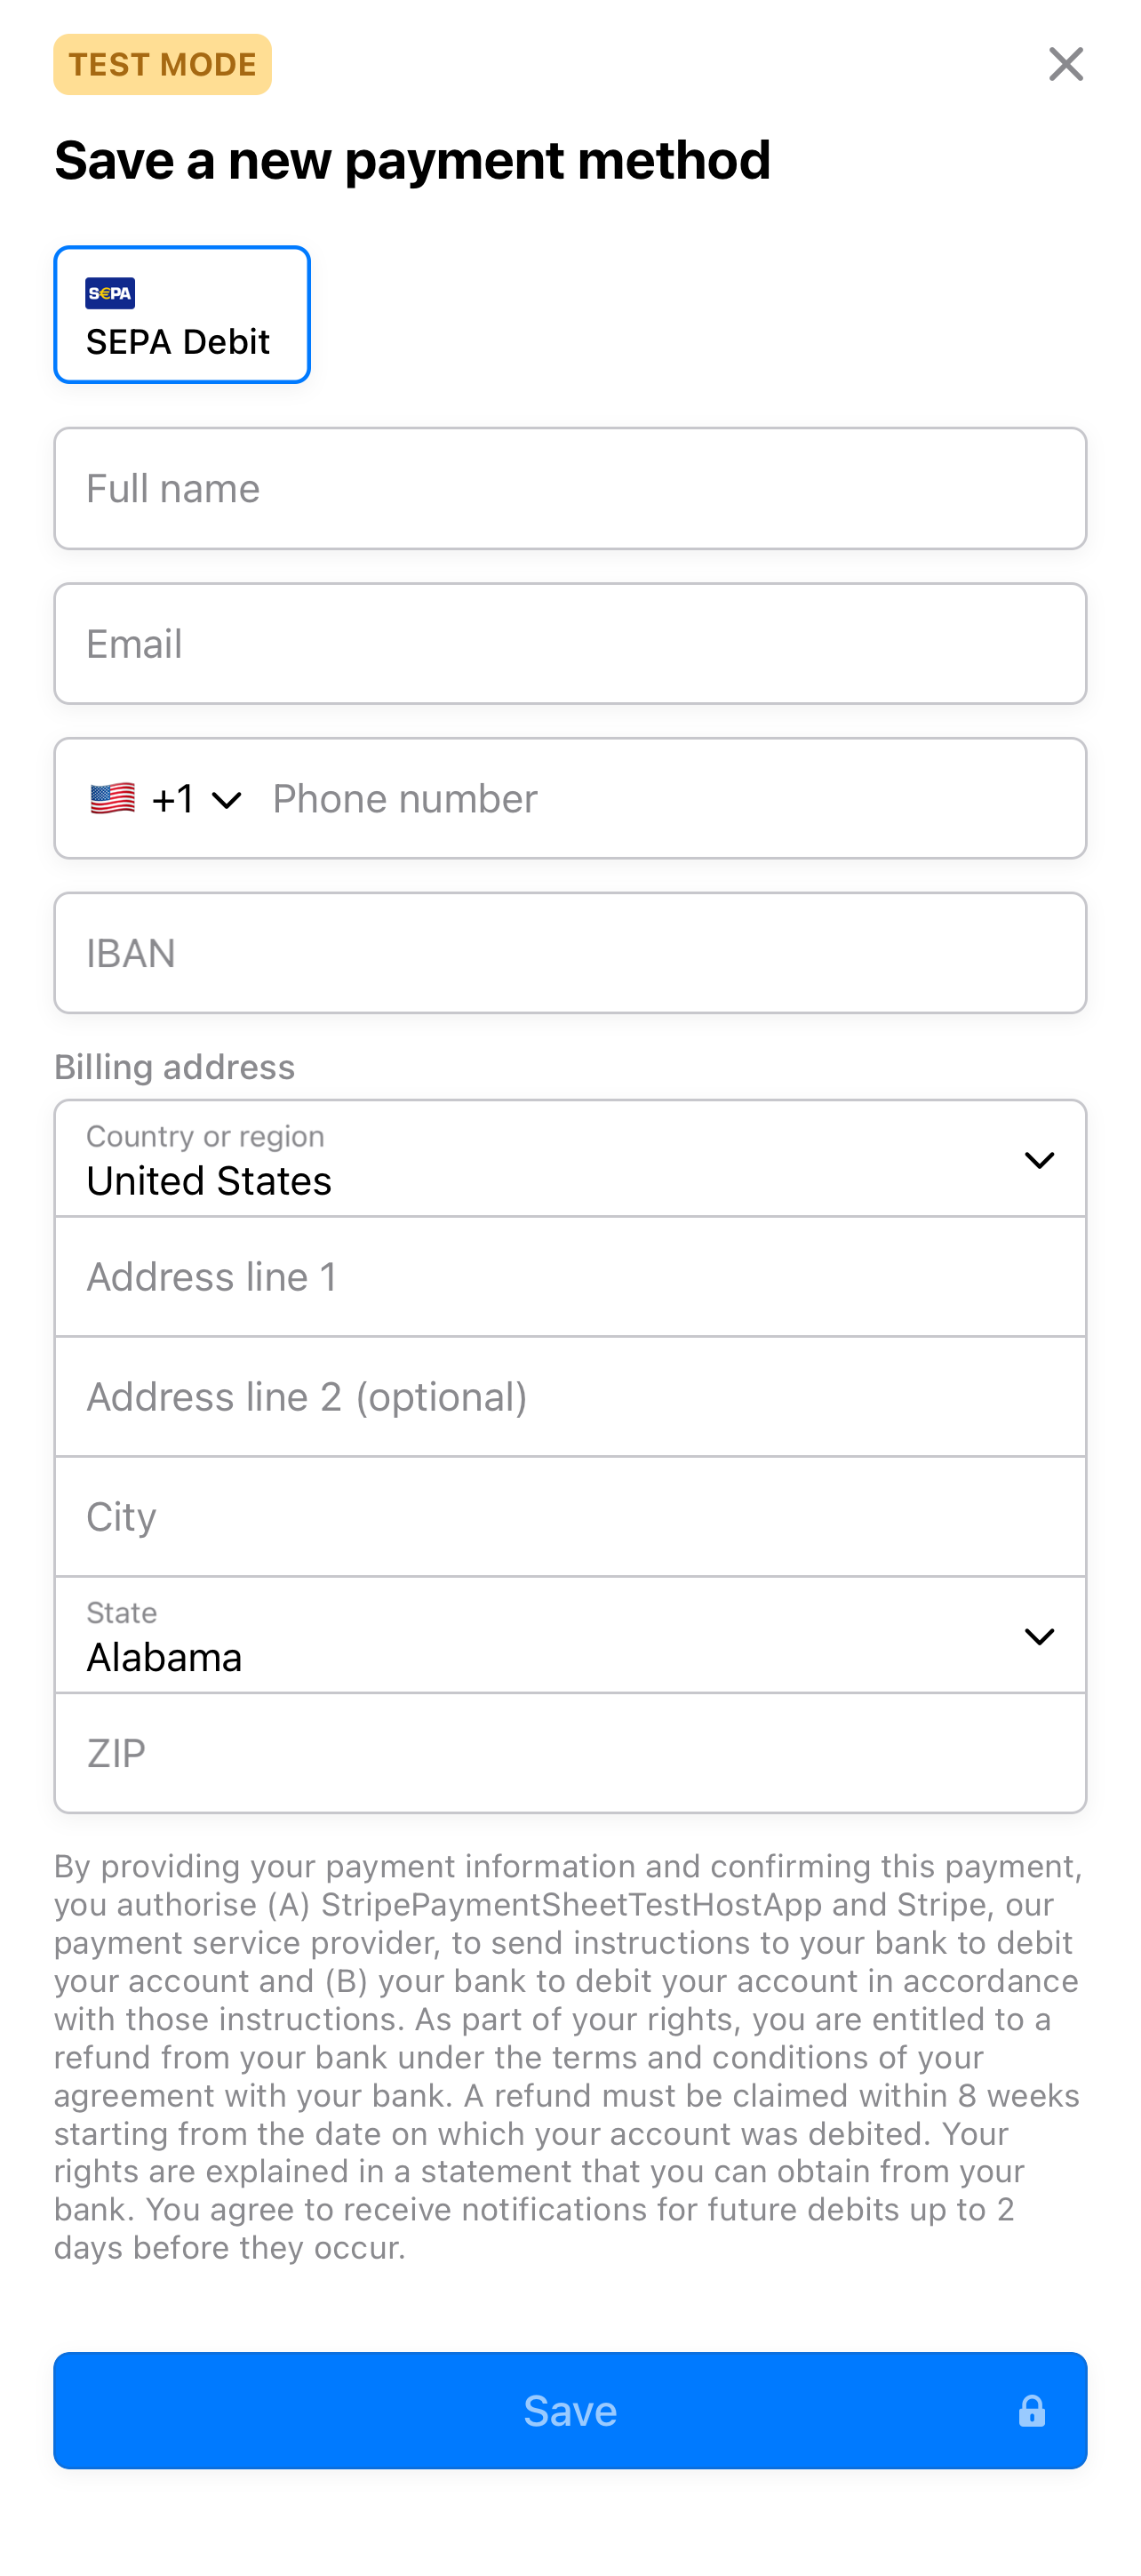 TEST MODE
Save a new payment method
S€PA
SEPA Debit
Full name
Email
🇺🇸 +1 Phone number
IBAN
Billing address
Country or region
United States
Address line 1
Address line 2 (optional)
City
State
Alabama
ZIP
By providing your payment information and confirming this payment,
you authorise (A) StripePaymentSheetTestHostApp and Stripe, our
payment service provider, to send instructions to your bank to debit
your account and (B) your bank to debit your account in accordance
with those instructions. As part of your rights, you are entitled to a
refund from your bank under the terms and conditions of your
agreement with your bank. A refund must be claimed within 8 weeks
starting from the date on which your account was debited. Your
rights are explained in a statement that you can obtain from your
bank. You agree to receive notifications for future debits up to 2
days before they occur.
Save